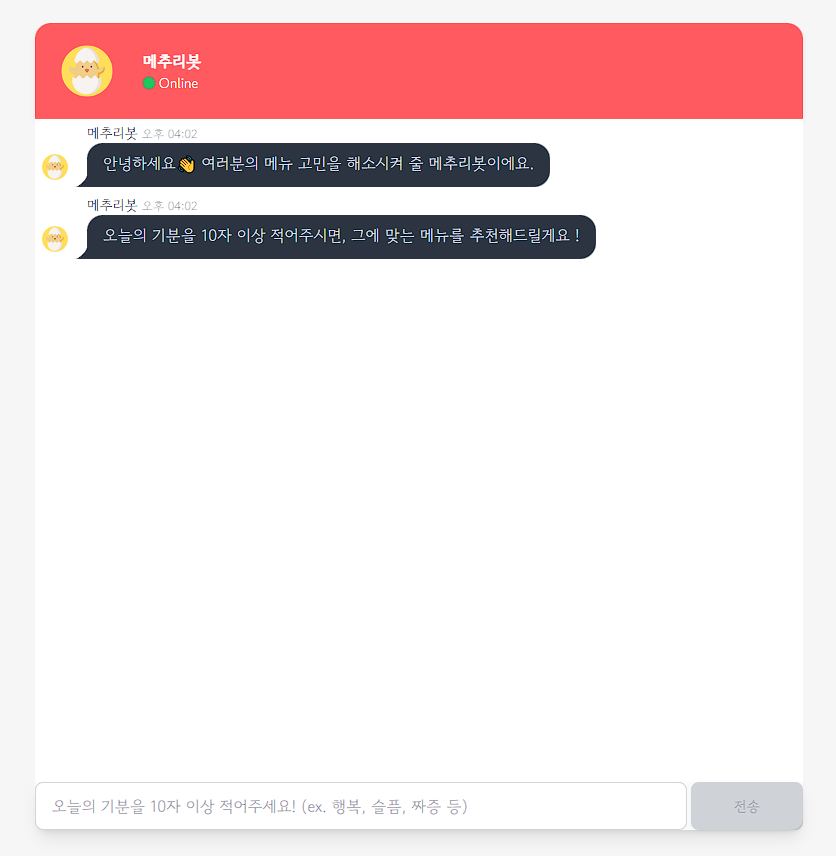 메추리봇
Online
메추리봇 오후 04:02
안녕하세요👋 여러분의 메뉴 고민을 해소시켜 줄 메추리봇이에요.
메추리봇 오후 04:02
오늘의 기분을 10자 이상 적어주시면, 그에 맞는 메뉴를 추천해드릴게요 !
오늘의 기분을 10자 이상 적어주세요! (ex. 행복, 슬픔, 짜증 등)
전송